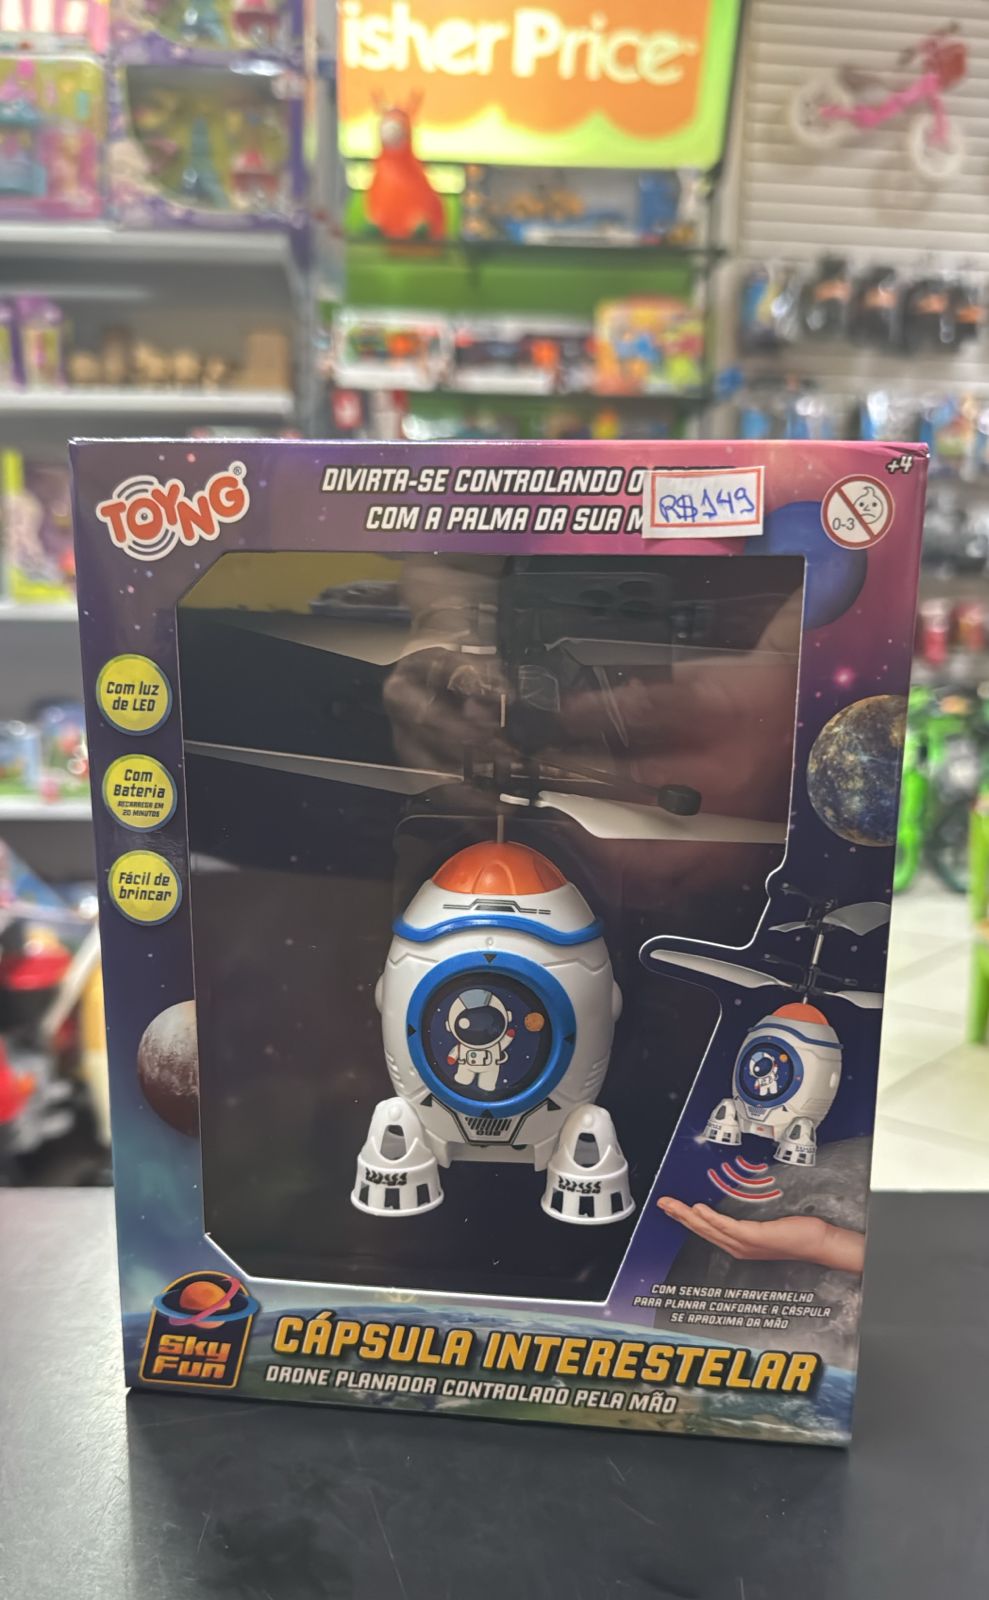 isher Price
+4
TOYNG®
DIVIRTA-SE CONTROLANDO O
COM A PALMA DA SUA M
R$149
0-3
Com luz
de LED
Com
Bateria
RECARREGA EM
20 MINUTOS
Fácil de
brincar
COM SENSOR INFRAVERMELHO
PARA PLANAR CONFORME A CÁSPULA
SE APROXIMA DA MÃO
Sky
Fun
CÁPSULA INTERESTELAR
DRONE PLANADOR CONTROLADO PELA MÃO